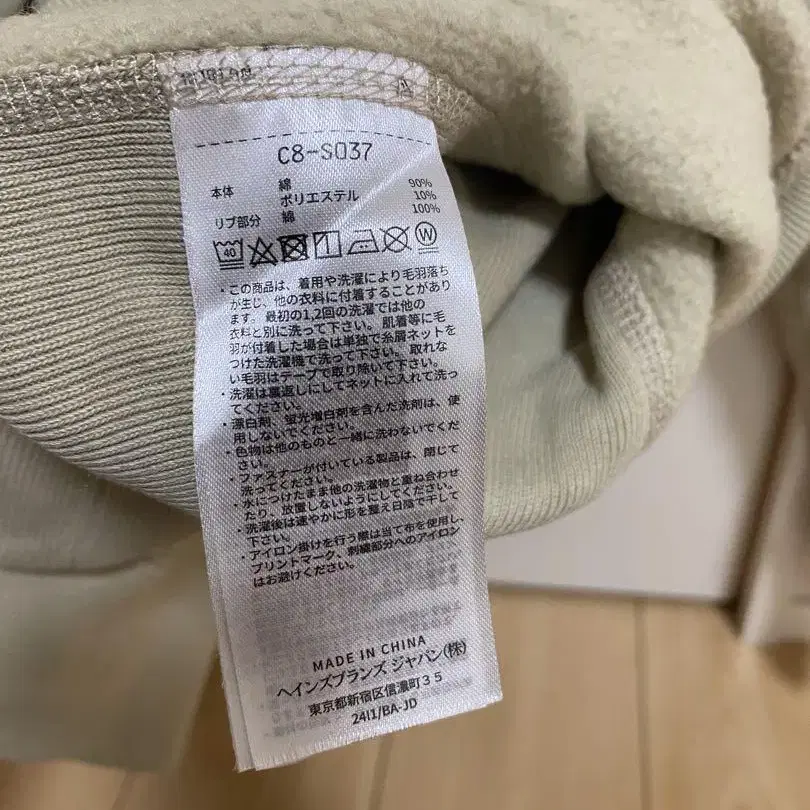 C8-S037
本体 綿 90%
ポリエステル 10%
リブ部分 綿 100%
40 W
・この商品は、着用や洗濯により毛羽落ち
が生じ、他の衣料に付着することがあり
ます。最初の1,2回の洗濯では他の
衣料と別に洗って下さい。肌着等に毛
羽が付着した場合は単独で糸屑ネットを
つけた洗濯機で洗って下さい。取れな
い毛羽はテープで取り除いて下さい。
・洗濯は裏返しにしてネットに入れて洗っ
てください。
・漂白剤、蛍光増白剤を含んだ洗剤は、使
用しないでください。
・色物は他のものと一緒に洗わないでくだ
さい。
・ファスナーが付いている製品は、閉じて
洗ってください。
・水につけたまま他の洗濯物と重ね合わせ
たり、放置しないようにしてください。
・洗濯後は速やかに形を整え日陰で干して
下さい。
・アイロン掛けを行う際は当て布を使用し、
プリントマーク、刺繍部分へのアイロン
はお避けください。
MADE IN CHINA
ヘインズブランズ ジャパン(株)
東京都新宿区信濃町35
24I1/BA-JD